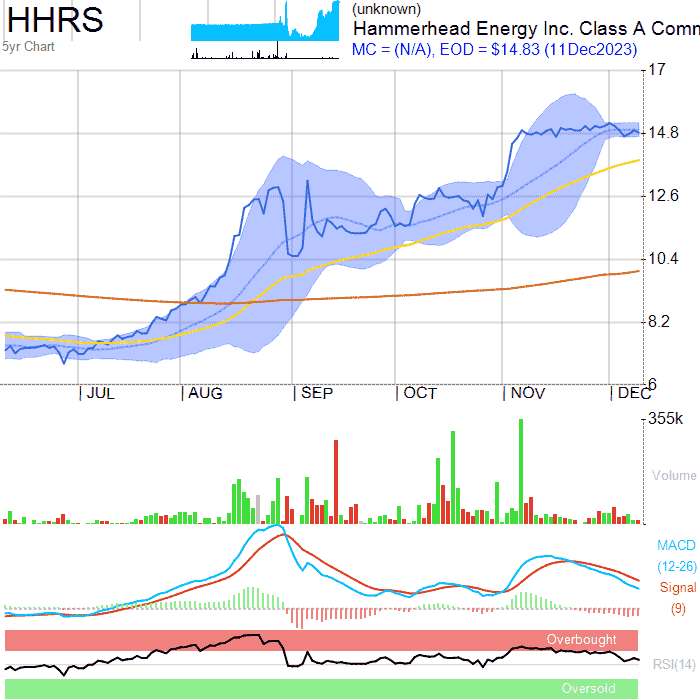 HHRS
5yr Chart
(unknown)
Hammerhead Energy Inc. Class A Comm
MC = (N/A), EOD = $14.83 (11Dec2023)
17
14.8
12.6
10.4
8.2
6
JUL AUG SEP OCT NOV DEC
355k
Volume
MACD
(12-26)
Signal
(9)
Overbought
RSI(14)
Oversold